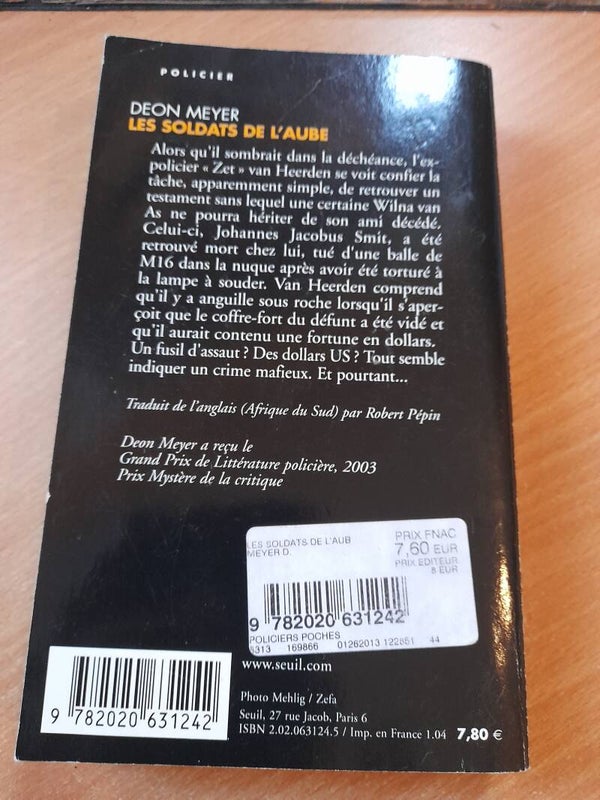 POLICIER
DEON MEYER
LES SOLDATS DE L'AUBE
Alors qu'il sombrait dans la déchéance, l'ex-
policier « Zet » van Heerden se voit confier la
tâche, apparemment simple, de retrouver un
testament sans lequel une certaine Wilna van
As ne pourra hériter de son ami décédé.
Celui-ci, Johannes Jacobus Smit, a été
retrouvé mort chez lui, tué d'une balle de
M16 dans la nuque après avoir été torturé à
la lampe à souder. Van Heerden comprend
qu'il y a anguille sous roche lorsqu'il s'aper-
çoit que le coffre-fort du défunt a été vidé et
qu'il aurait contenu une fortune en dollars.
Un fusil d'assaut ? Des dollars US ? Tout semble
indiquer un crime mafieux. Et pourtant...
Traduit de l'anglais (Afrique du Sud) par Robert Pépin
Deon Meyer a reçu le
Grand Prix de Littérature policière, 2003
Prix Mystère de la critique
LES SOLDATS DE L'AUB
MEYER D.
PRIX FNAC
7,60 EUR
PRIX EDITEUR
8 EUR
9 782020 631242
POLICIERS POCHES
6313 169866 01262013 122851 44
www.seuil.com
9 782020 631242
Photo Mehlig / Zefa
Seuil, 27 rue Jacob, Paris 6
ISBN 2.02.063124.5 / Imp. en France 1.04 7,80 €